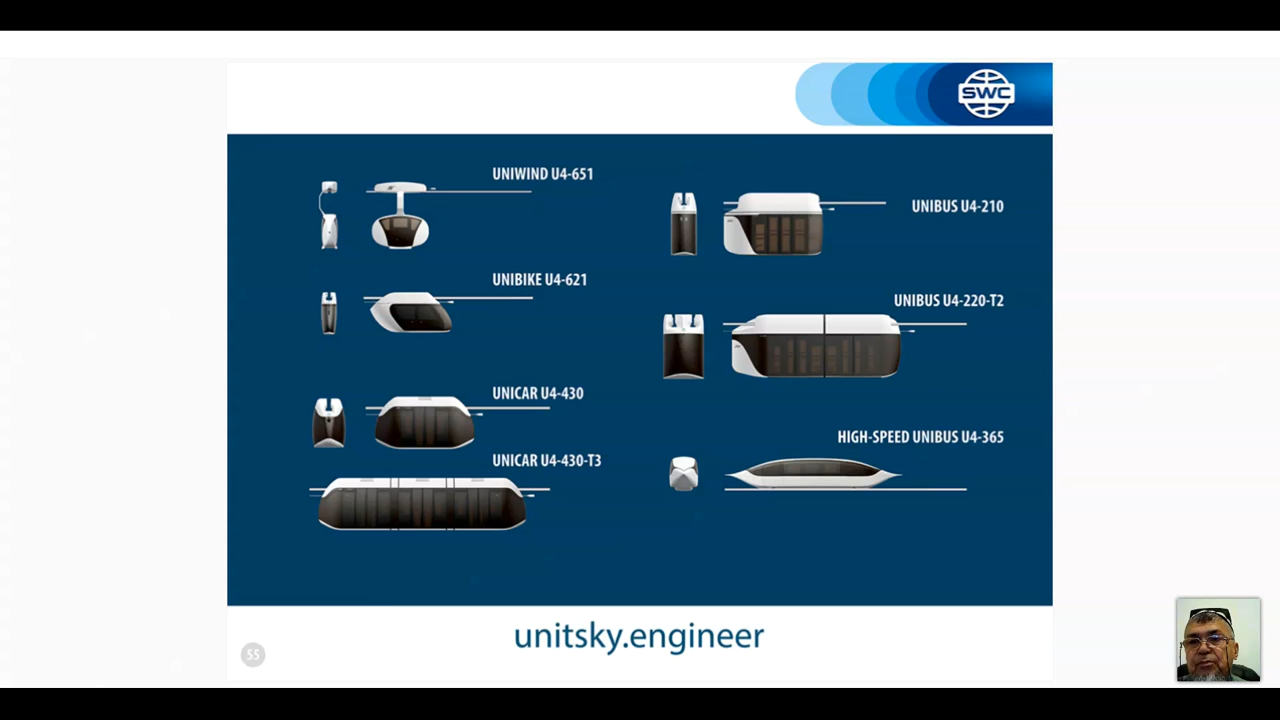 SWC
UNIWIND U4-651
UNIBIKE U4-621
UNICAR U4-430
UNICAR U4-430-T3
UNIBUS U4-210
UNIBUS U4-220-T2
HIGH-SPEED UNIBUS U4-365
unitsky.engineer
55